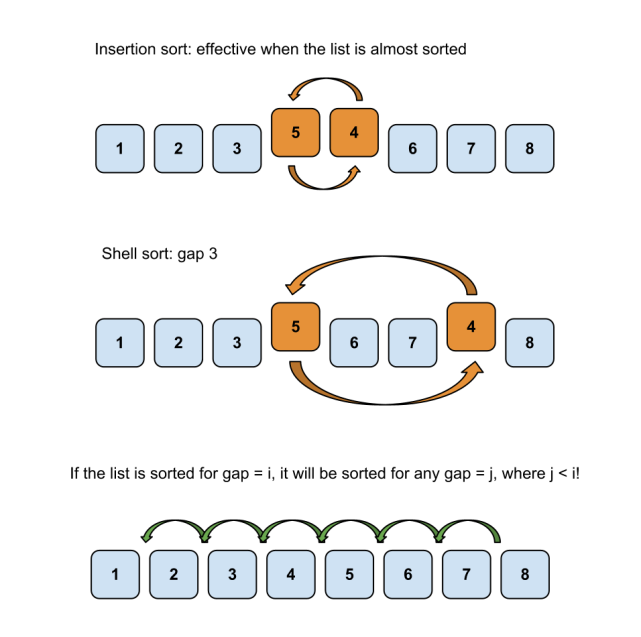 Insertion sort: effective when the list is almost sorted
1 2 3 5 4 6 7 8
Shell sort: gap 3
1 2 3 5 6 7 4 8
If the list is sorted for gap = i, it will be sorted for any gap = j, where j < i!
1 2 3 4 5 6 7 8